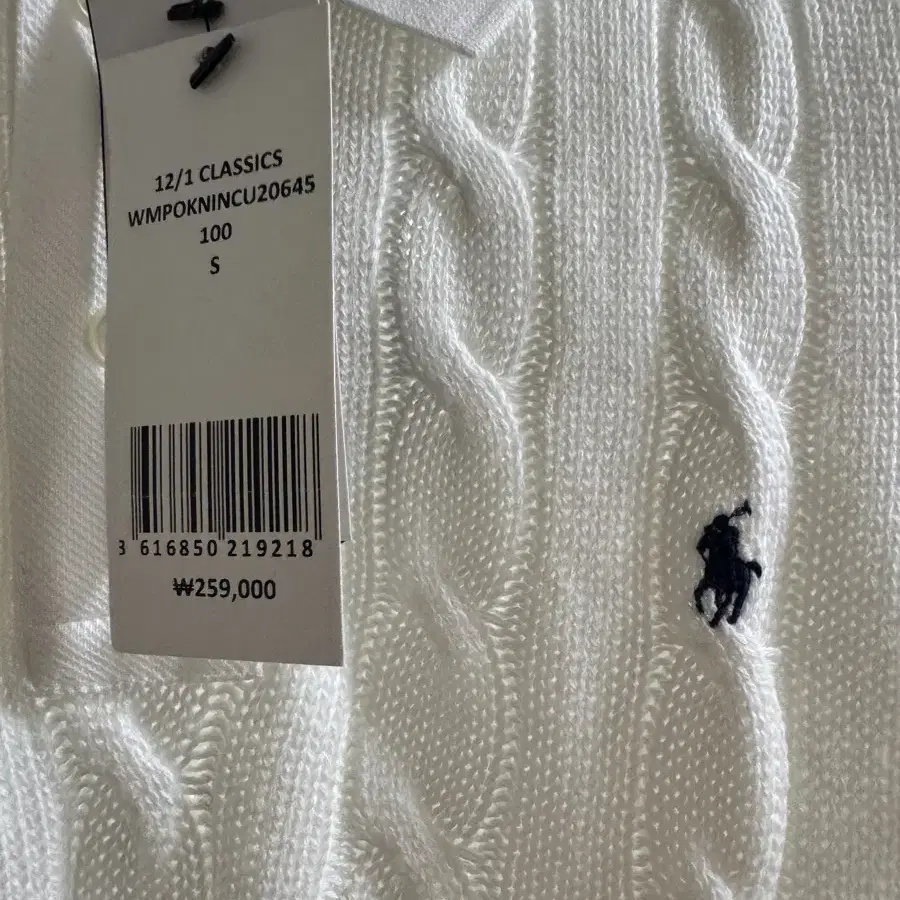 12/1 CLASSICS
WMPOKNINCU20645
100
S
3 616850 219218
₩259,000